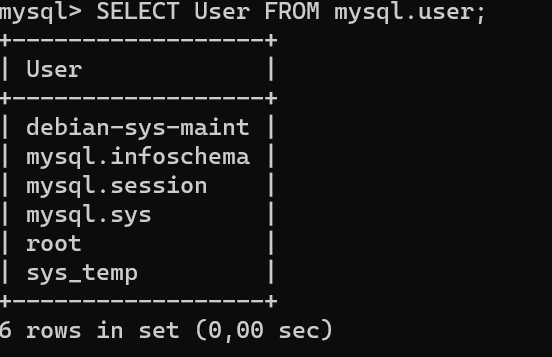 mysql> SELECT User FROM mysql.user;
+------------------+
| User             |
+------------------+
| debian-sys-maint |
| mysql.infoschema |
| mysql.session    |
| mysql.sys        |
| root             |
| sys_temp         |
+------------------+
6 rows in set (0,00 sec)